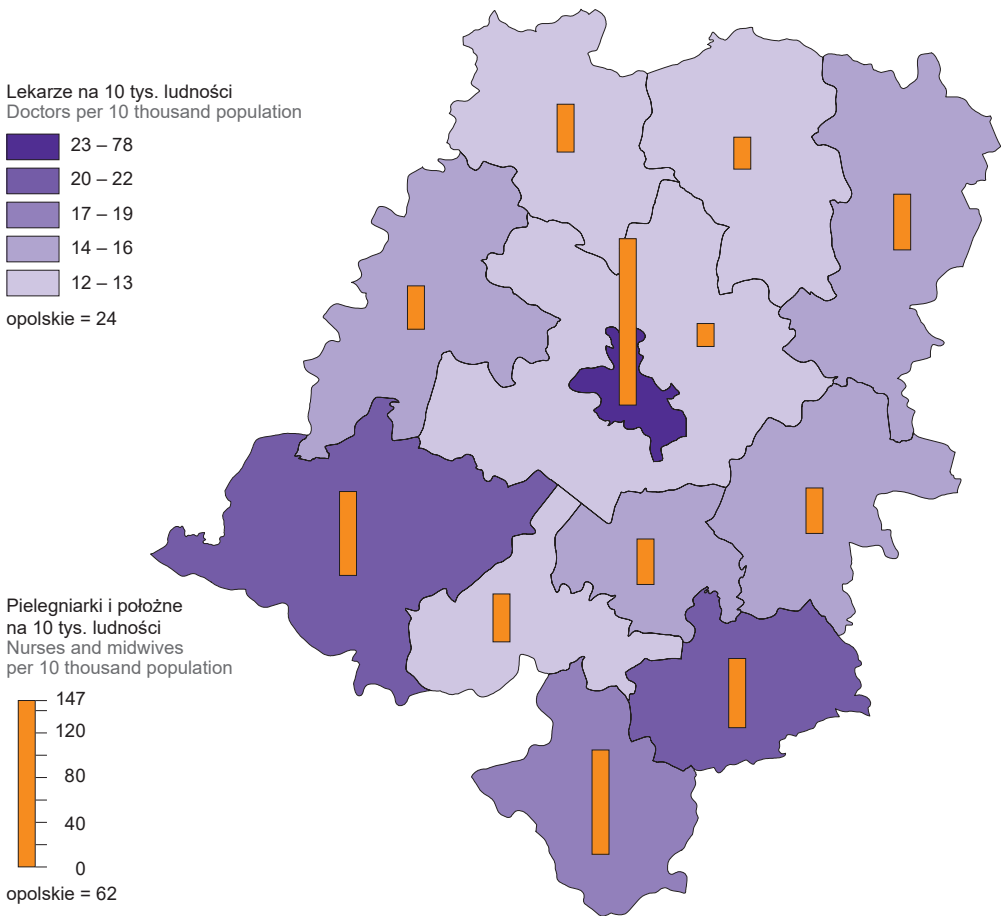 Lekarze na 10 tys. ludności
Doctors per 10 thousand population
23 – 78
20 – 22
17 – 19
14 – 16
12 – 13
opolskie = 24
Pielęgniarki i położne
na 10 tys. ludności
Nurses and midwives
per 10 thousand population
147
120
80
40
0
opolskie = 62